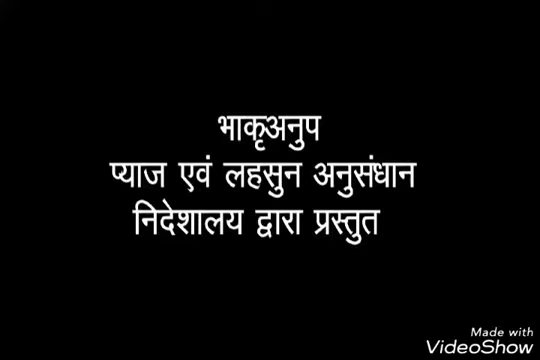 भाकृअनुप
प्याज एवं लहसुन अनुसंधान
निदेशालय द्वारा प्रस्तुत
Made with
VideoShow